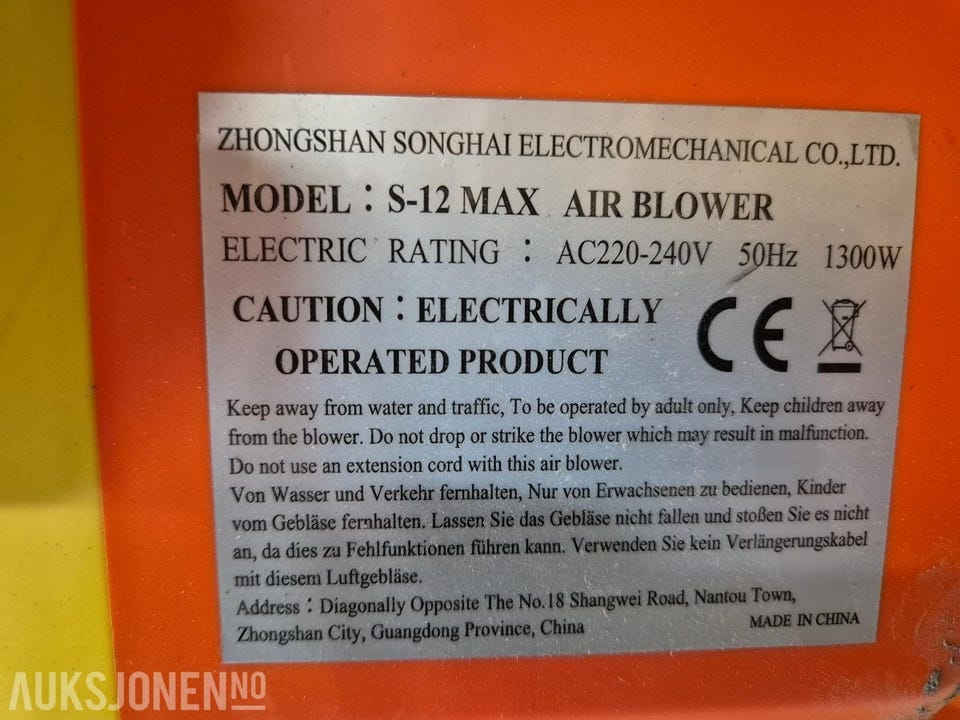 ZHONGSHAN SONGHAI ELECTROMECHANICAL CO.,LTD.
MODEL : S-12 MAX AIR BLOWER
ELECTRIC RATING : AC220-240V 50Hz 1300W
CAUTION : ELECTRICALLY
OPERATED PRODUCT
CE
Keep away from water and traffic, To be operated by adult only, Keep children away
from the blower. Do not drop or strike the blower which may result in malfunction.
Do not use an extension cord with this air blower.
Von Wasser und Verkehr fernhalten, Nur von Erwachsenen zu bedienen, Kinder
vom Gebläse fernhalten. Lassen Sie das Gebläse nicht fallen und stoßen Sie es nicht
an, da dies zu Fehlfunktionen führen kann. Verwenden Sie kein Verlängerungskabel
mit diesem Luftgebläse.
Address : Diagonally Opposite The No.18 Shangwei Road, Nantou Town,
Zhongshan City, Guangdong Province, China
MADE IN CHINA
AUKSJONEN NO